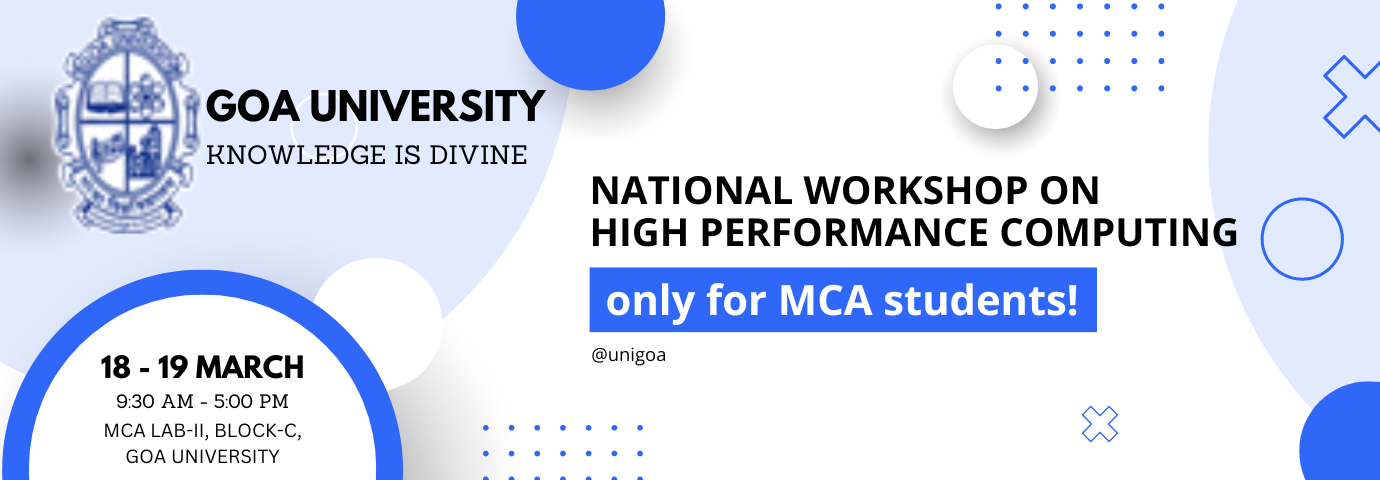 GOA UNIVERSITY
KNOWLEDGE IS DIVINE
NATIONAL WORKSHOP ON
HIGH PERFORMANCE COMPUTING
only for MCA students!
@unigoa
18 - 19 MARCH
9:30 AM - 5:00 PM
MCA LAB-II, BLOCK-C,
GOA UNIVERSITY